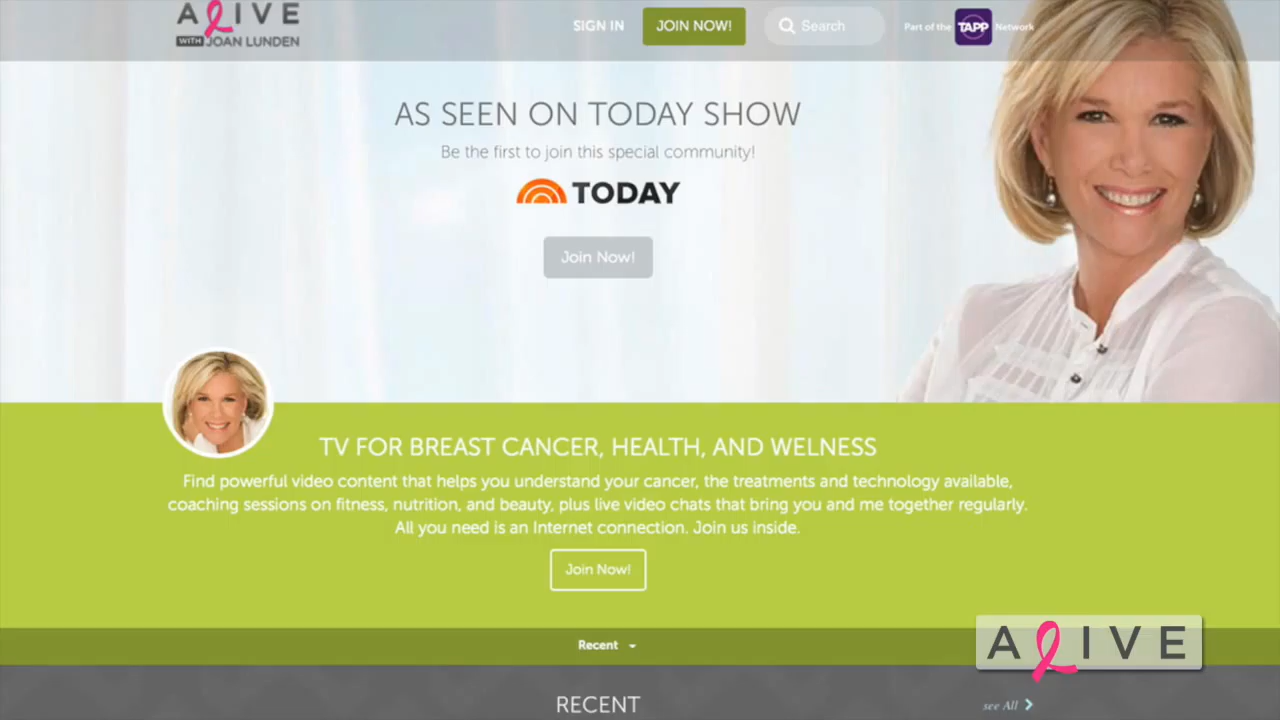 ALIVE
WITH JOAN LUNDEN
SIGN IN
JOIN NOW!
Search
Part of the TAPP Network
AS SEEN ON TODAY SHOW
Be the first to join this special community!
TODAY
Join Now!
TV FOR BREAST CANCER, HEALTH, AND WELNESS
Find powerful video content that helps you understand your cancer, the treatments and technology available,
coaching sessions on fitness, nutrition, and beauty, plus live video chats that bring you and me together regularly.
All you need is an Internet connection. Join us inside.
Join Now!
Recent
ALIVE
RECENT
see All